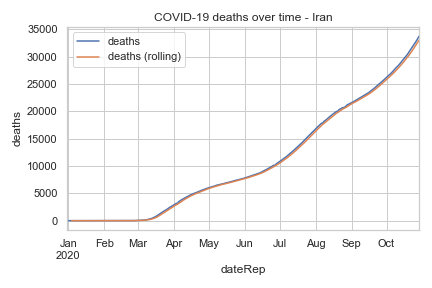 COVID-19 deaths over time - Iran
deaths
deaths (rolling)
35000
30000
25000
20000
15000
10000
5000
0
deaths
Jan Feb Mar Apr May Jun Jul Aug Sep Oct
2020
dateRep